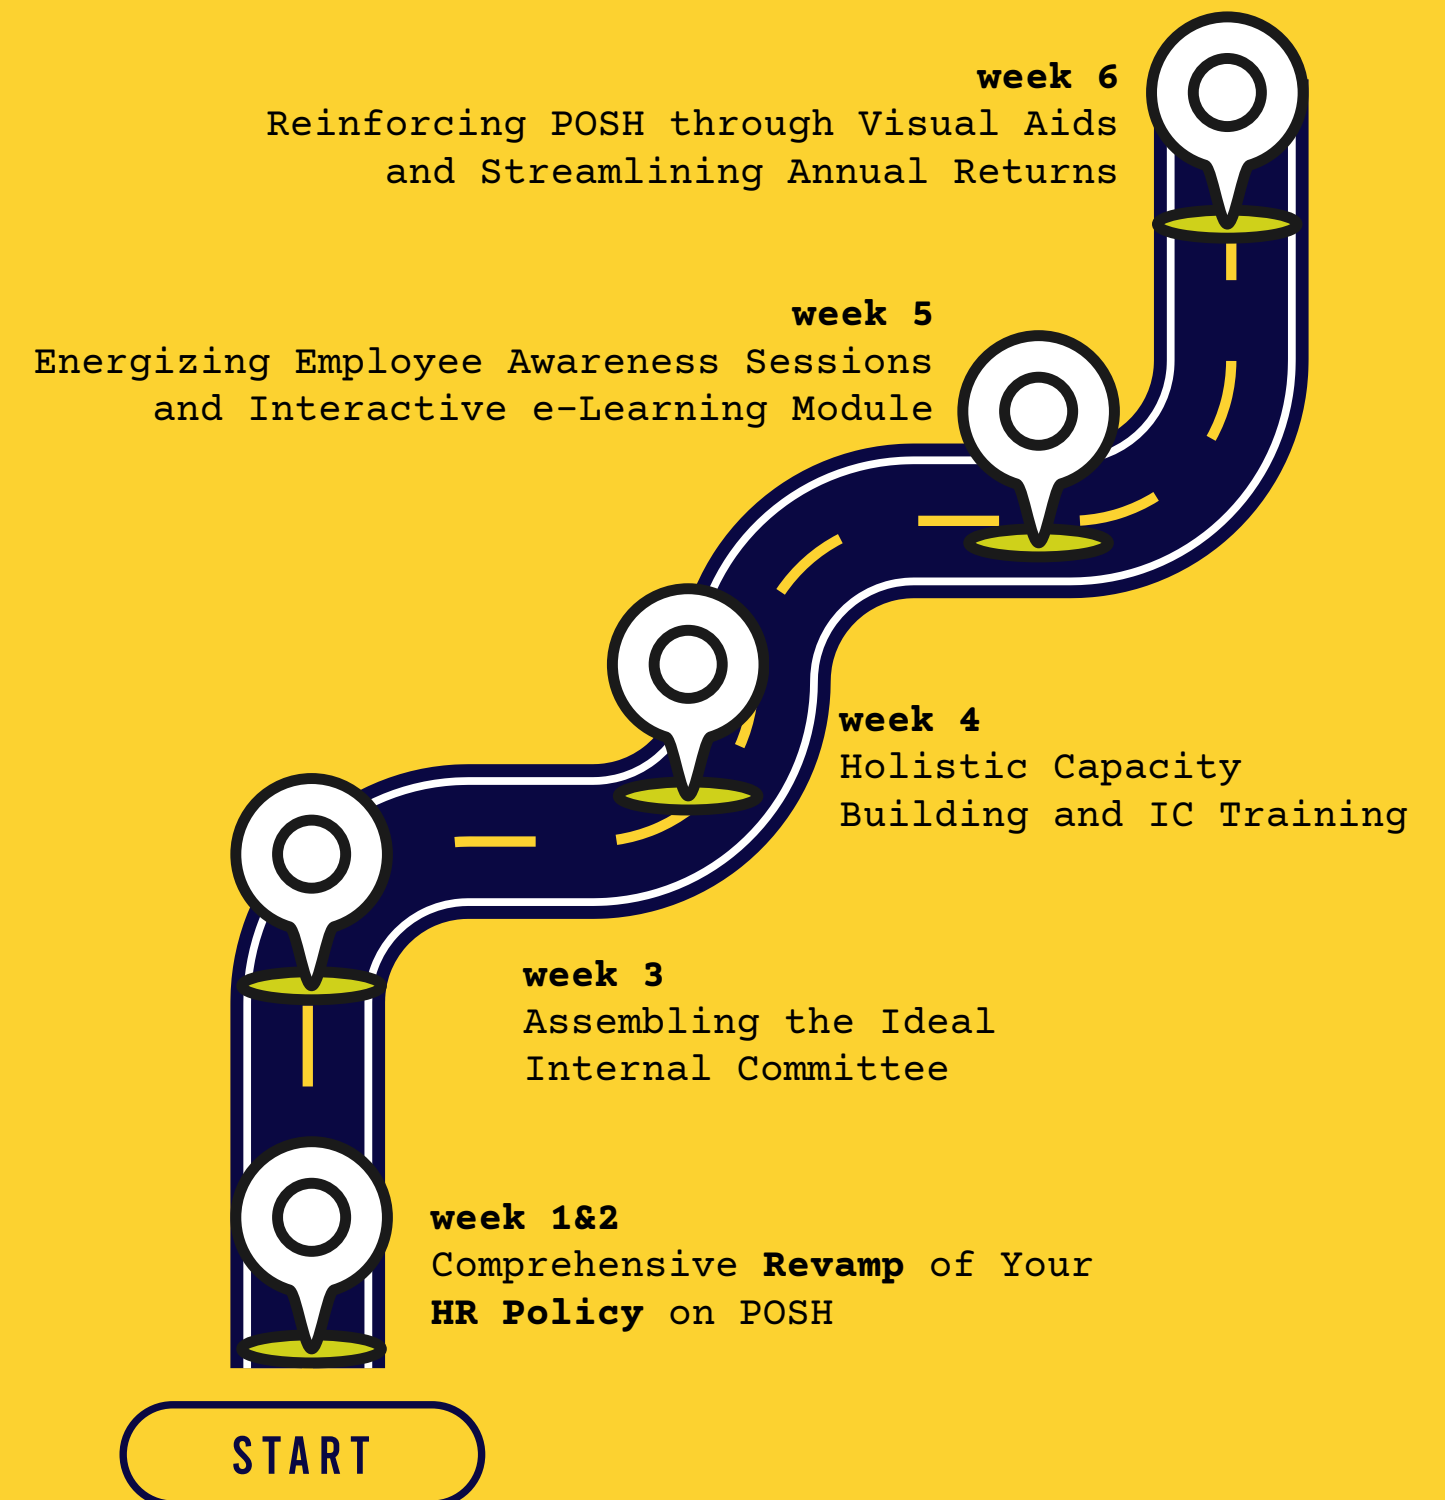 week 6
Reinforcing POSH through Visual Aids
and Streamlining Annual Returns
week 5
Energizing Employee Awareness Sessions
and Interactive e-Learning Module
week 4
Holistic Capacity
Building and IC Training
week 3
Assembling the Ideal
Internal Committee
week 1&2
Comprehensive Revamp of Your
HR Policy on POSH
START